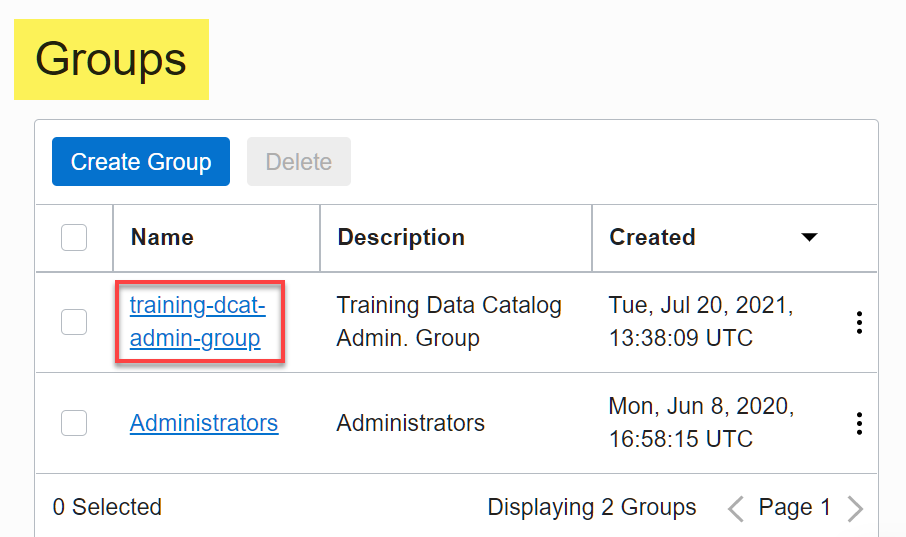 Groups
Create Group Delete
Name Description Created
training-dcat- Training Data Catalog Tue, Jul 20, 2021,
admin-group Admin. Group 13:38:09 UTC
Administrators Administrators Mon, Jun 8, 2020,
16:58:15 UTC
0 Selected Displaying 2 Groups Page 1